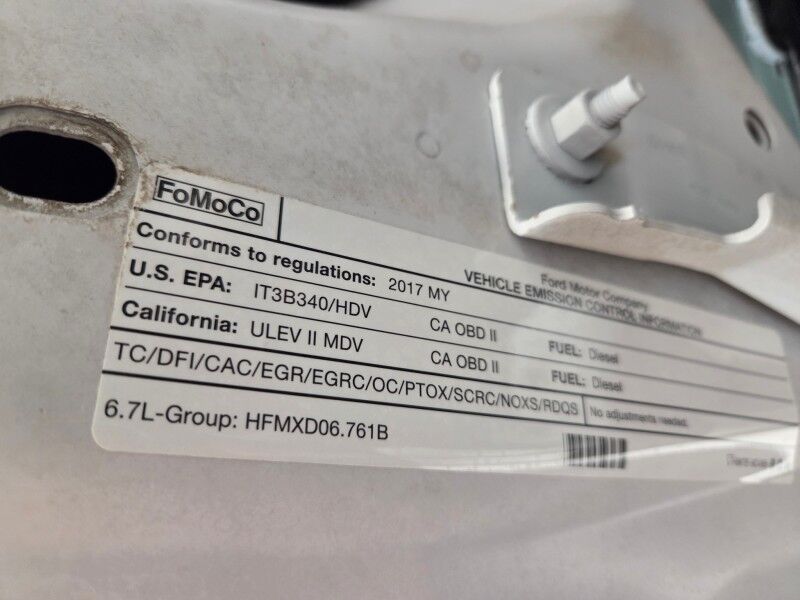 FoMoCo
Ford Motor Company
VEHICLE EMISSION CONTROL INFORMATION
Conforms to regulations: 2017 MY
U.S. EPA: IT3B340/HDV CA OBD II FUEL: Diesel
California: ULEV II MDV CA OBD II FUEL: Diesel
TC/DFI/CAC/EGR/EGRC/OC/PTOX/SCRC/NOXS/RDQS No adjustments needed.
6.7L-Group: HFMXD06.761B